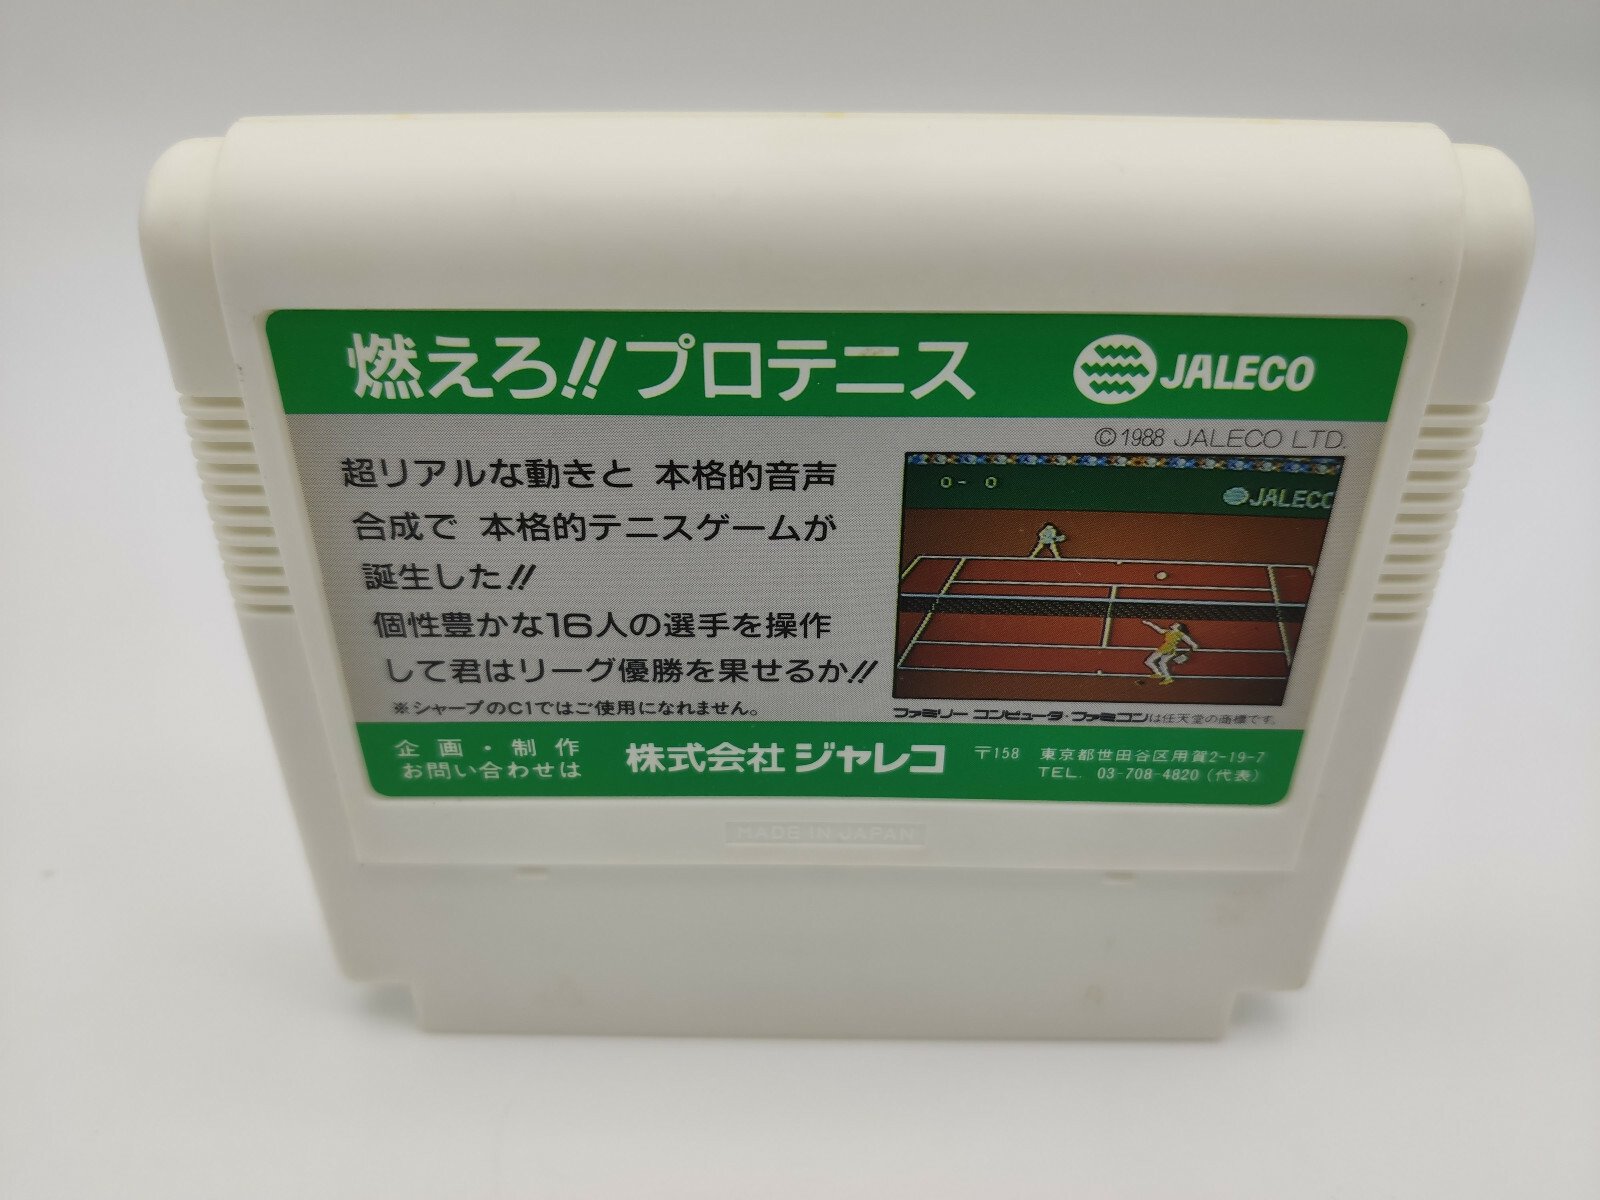 燃えろ!!プロテニス
JALECO
©1988 JALECO LTD.
超リアルな動きと 本格的音声
合成で 本格的テニスゲームが
誕生した!!
個性豊かな16人の選手を操作
して君はリーグ優勝を果せるか!!
※シャープのC1ではご使用になれません。
0- 0
JALECO
ファミリー コンピュータ・ファミコンは任天堂の商標です。
企画・制作
お問い合わせは
株式会社 ジャレコ
〒158 東京都世田谷区用賀2-19-7
TEL. 03-708-4820(代表)
MADE IN JAPAN